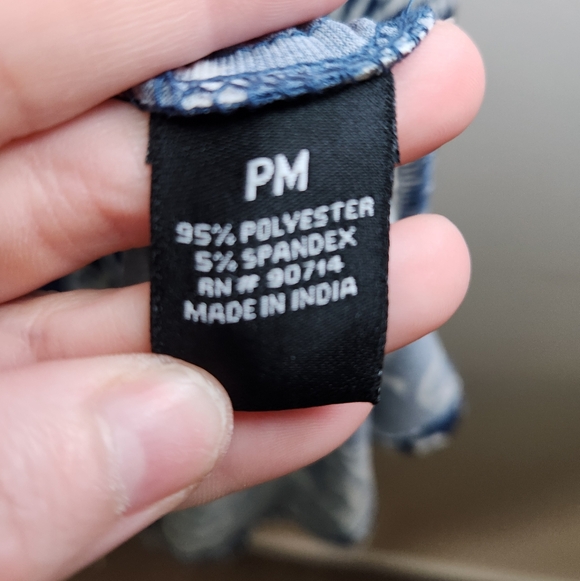 PM
95% POLYESTER
5% SPANDEX
RN # 90714
MADE IN INDIA